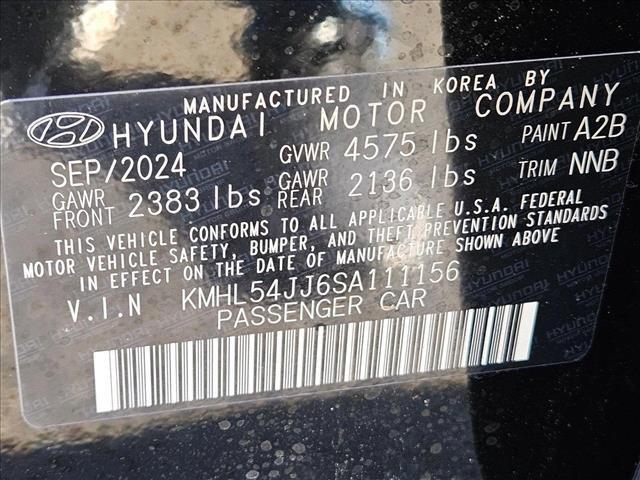 MANUFACTURED IN KOREA BY
HYUNDAI MOTOR COMPANY
SEP/2024 GVWR 4575 lbs PAINT A2B
GAWR FRONT 2383 lbs GAWR REAR 2136 lbs TRIM NNB
THIS VEHICLE CONFORMS TO ALL APPLICABLE U.S.A. FEDERAL
MOTOR VEHICLE SAFETY, BUMPER, AND THEFT PREVENTION STANDARDS
IN EFFECT ON THE DATE OF MANUFACTURE SHOWN ABOVE
V.I.N KMHL54JJ6SA111156
PASSENGER CAR